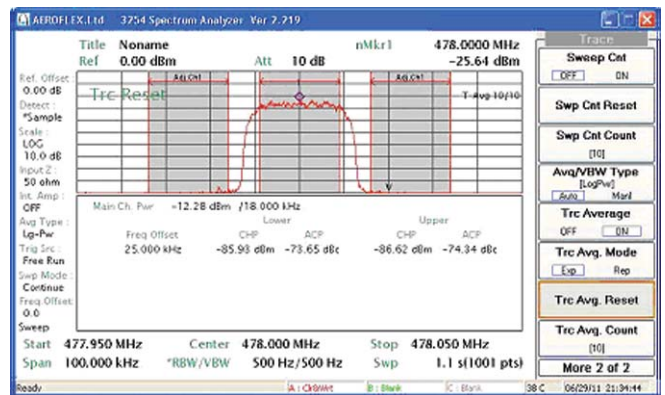 AEROFLEX.Ltd 3254 Spectrum Analyzer Ver 2.219
Title Noname nMkr1 478.0000 MHz
Ref 0.00 dBm Att 10 dB -25.64 dBm
Ref. Offset:
0.00 dB
Detect :
*Sample
Scale :
LOG
10.0 dB
Input Z :
50 ohm
Int. Amp :
OFF
Avg Type :
Lg-Pw
Trig Src :
Free Run
Swp Mode :
Continue
Freq Offset:
0.0
Sweep
Adj.Ch1 Adj.Ch1
Trc Reset T-Avg 10/10
Main Ch. Pwr -12.28 dBm /18.000 kHz
Lower Upper
Freq Offset CHP ACP CHP ACP
25.000 kHz -85.93 dBm -73.65 dBc -86.62 dBm -74.34 dBc
Start 477.950 MHz Center 478.000 MHz Stop 478.050 MHz
Span 100.000 kHz *RBW/VBW 500 Hz/500 Hz Swp 1.1 s(1001 pts)
Trace
Sweep Cnt
OFF ON
Swp Cnt Reset
Swp Cnt Count
[10]
Avg/VBW Type
[LogPwr]
Auto Manl
Trc Average
OFF ON
Trc Avg. Mode
Exp Rep
Trc Avg. Reset
Trc Avg. Count
[10]
More 2 of 2
Ready A : ClrWrt B : Blank C : Blank 38 C 06/29/11 21:34:44